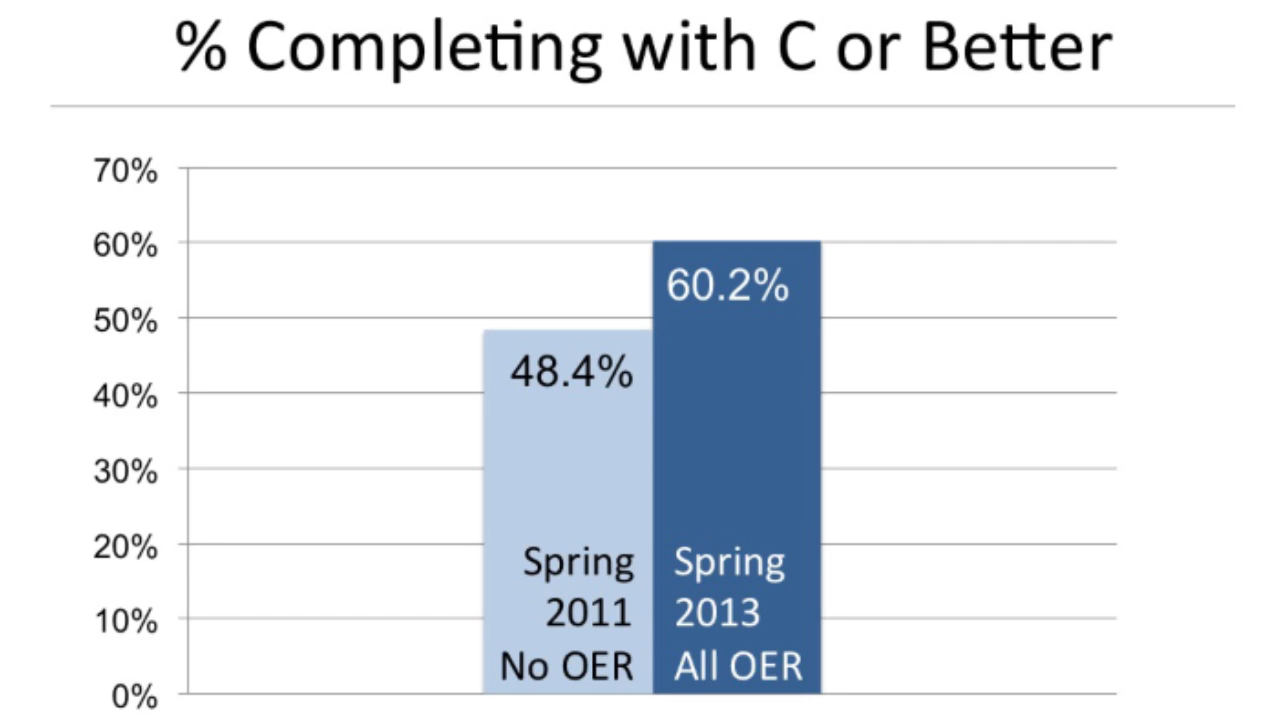 % Completing with C or Better
70%
60%
50%
40%
30%
20%
10%
0%
48.4%
Spring
2011
No OER
60.2%
Spring
2013
All OER